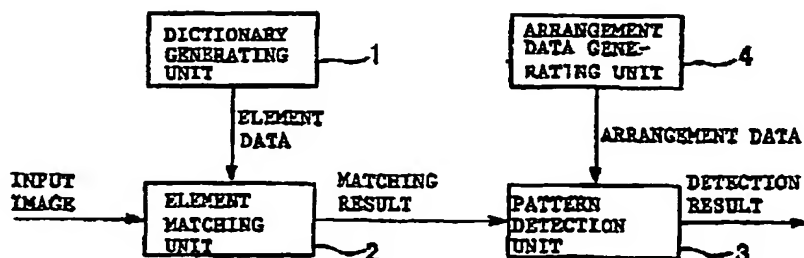 DICTIONARY
GENERATING
UNIT
1
ARRANGEMENT
DATA GENE-
RATING UNIT
4
ELEMENT
DATA
ARRANGEMENT DATA
INPUT
IMAGE
ELEMENT
MATCHING
UNIT
2
MATCHING
RESULT
PATTERN
DETECTION
UNIT
3
DETECTION
RESULT